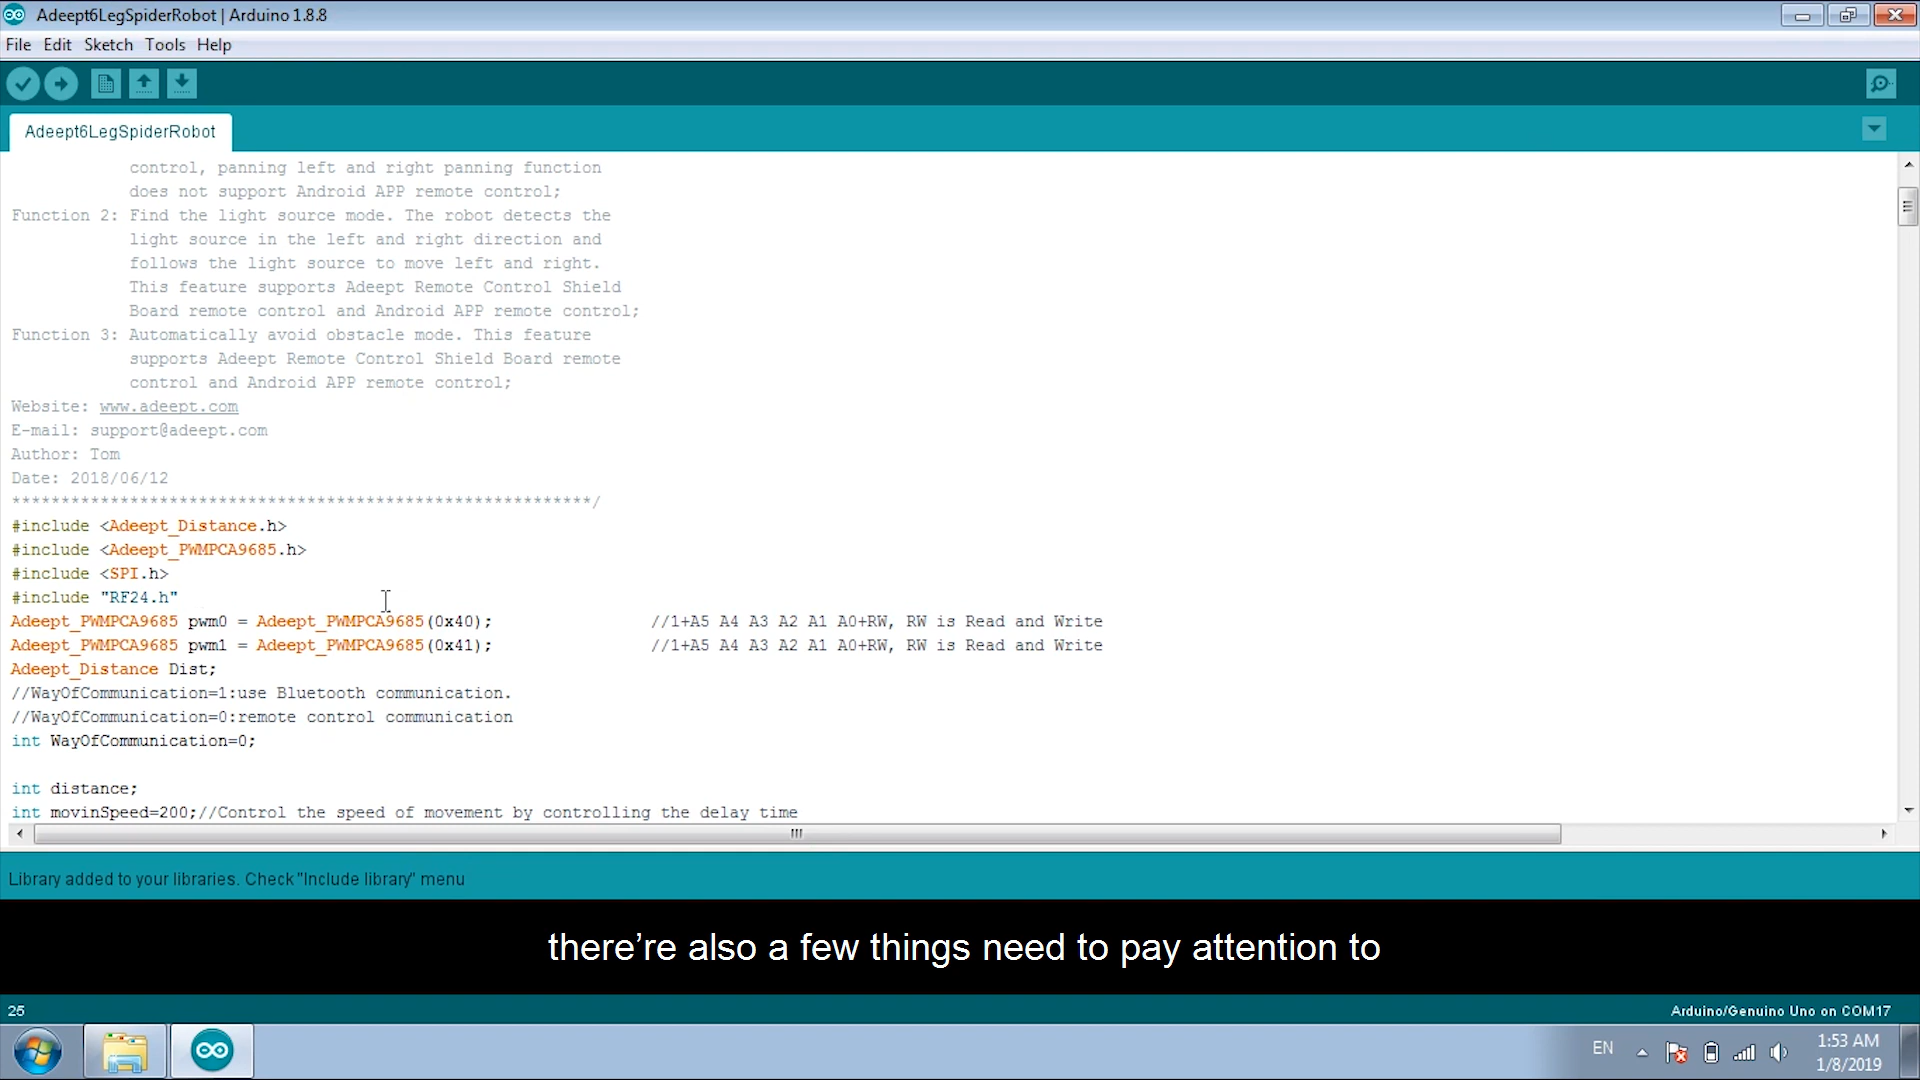 Adeept6LegSpiderRobot | Arduino 1.8.8
File Edit Sketch Tools Help
Adeept6LegSpiderRobot
control, panning left and right panning function
does not support Android APP remote control;
Function 2: Find the light source mode. The robot detects the
light source in the left and right direction and
follows the light source to move left and right.
This feature supports Adeept Remote Control Shield
Board remote control and Android APP remote control;
Function 3: Automatically avoid obstacle mode. This feature
supports Adeept Remote Control Shield Board remote
control and Android APP remote control;
Website: www.adeept.com
E-mail: support@adeept.com
Author: Tom
Date: 2018/06/12
***********************************************************/
#include <Adeept_Distance.h>
#include <Adeept_PWMPCA9685.h>
#include <SPI.h>
#include "RF24.h"
Adeept_PWMPCA9685 pwm0 = Adeept_PWMPCA9685(0x40); //1+A5 A4 A3 A2 A1 A0+RW, RW is Read and Write
Adeept_PWMPCA9685 pwm1 = Adeept_PWMPCA9685(0x41); //1+A5 A4 A3 A2 A1 A0+RW, RW is Read and Write
Adeept_Distance Dist;
//WayOfCommunication=1:use Bluetooth communication.
//WayOfCommunication=0:remote control communication
int WayOfCommunication=0;
int distance;
int movinSpeed=200;//Control the speed of movement by controlling the delay time
Library added to your libraries. Check "Include library" menu
there're also a few things need to pay attention to
25 Arduino/Genuino Uno on COM17
EN 1:53 AM
1/8/2019